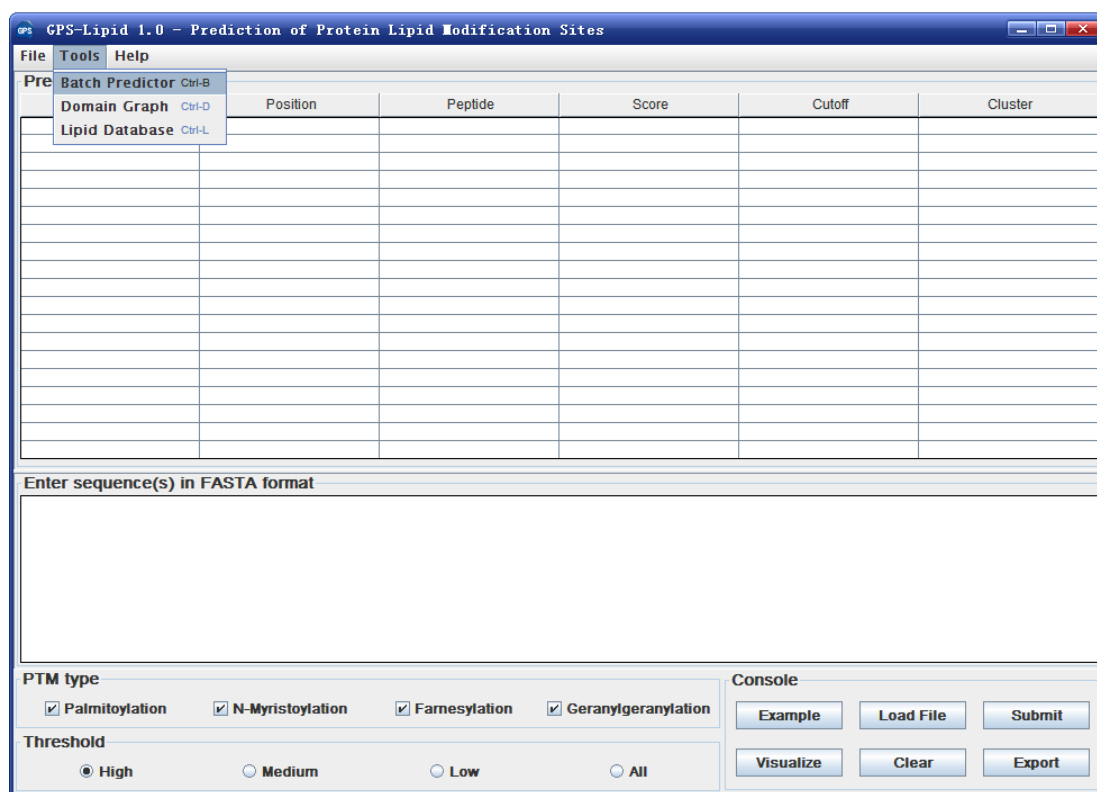 GPS GPS-Lipid 1.0 - Prediction of Protein Lipid Modification Sites
File Tools Help
Pre
Batch Predictor Ctrl-B
Domain Graph Ctrl-D
Lipid Database Ctrl-L
Position Peptide Score Cutoff Cluster
Enter sequence(s) in FASTA format
PTM type
Palmitoylation N-Myristoylation Farnesylation Geranylgeranylation
Threshold
High Medium Low All
Console
Example Load File Submit
Visualize Clear Export